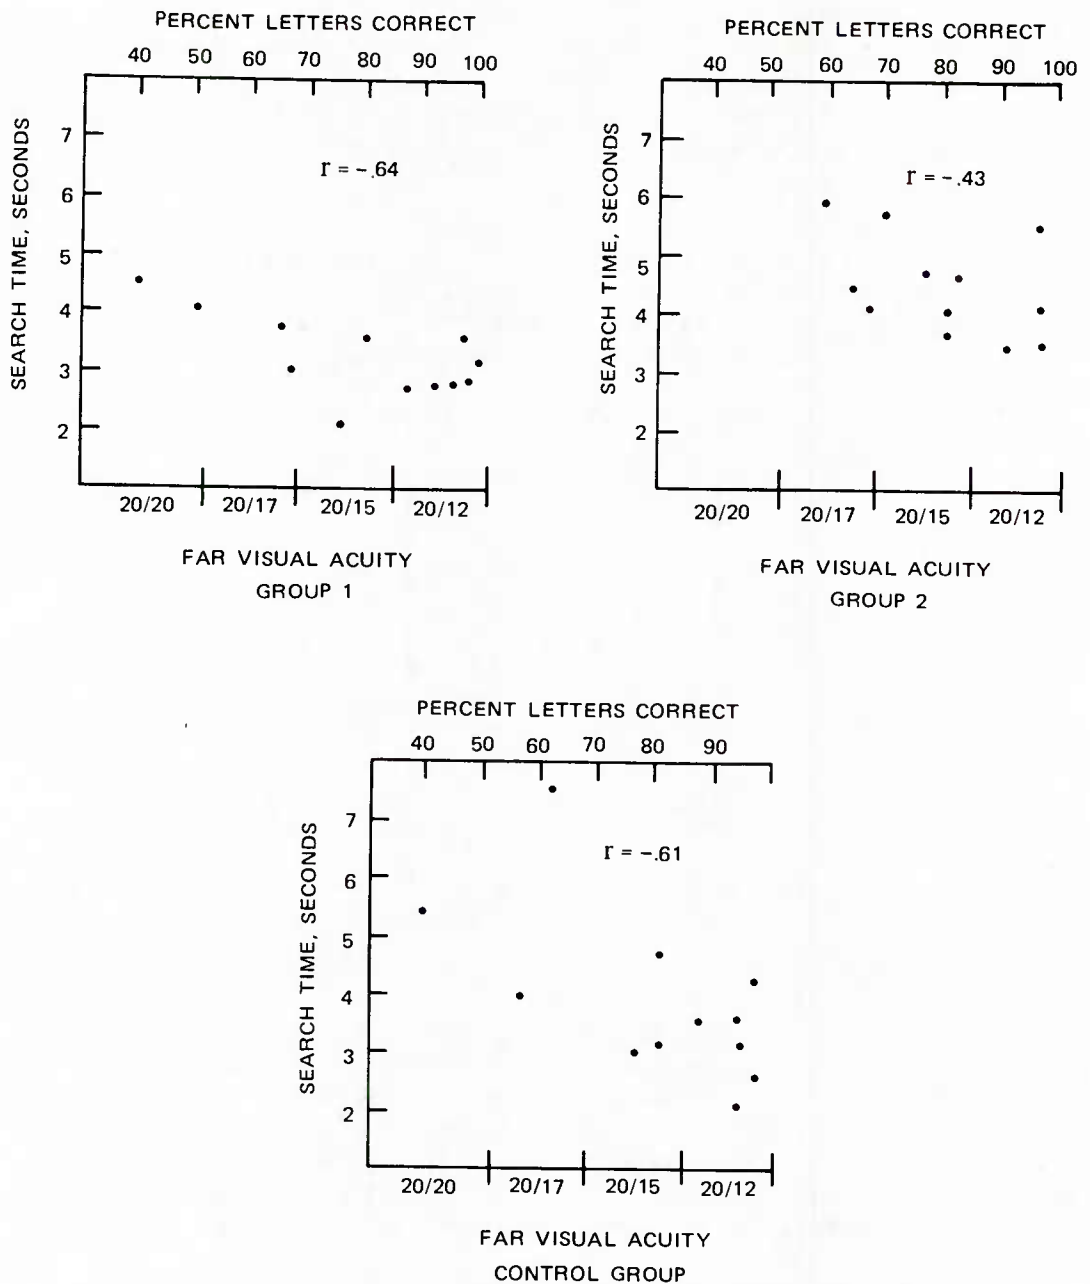 PERCENT LETTERS CORRECT
40 50 60 70 80 90 100
SEARCH TIME, SECONDS
7
6
5
4
3
2
r = -.64
20/20 20/17 20/15 20/12
FAR VISUAL ACUITY
GROUP 1
PERCENT LETTERS CORRECT
40 50 60 70 80 90 100
SEARCH TIME, SECONDS
7
6
5
4
3
2
r = -.43
20/20 20/17 20/15 20/12
FAR VISUAL ACUITY
GROUP 2
PERCENT LETTERS CORRECT
40 50 60 70 80 90
SEARCH TIME, SECONDS
7
6
5
4
3
2
r = -.61
20/20 20/17 20/15 20/12
FAR VISUAL ACUITY
CONTROL GROUP